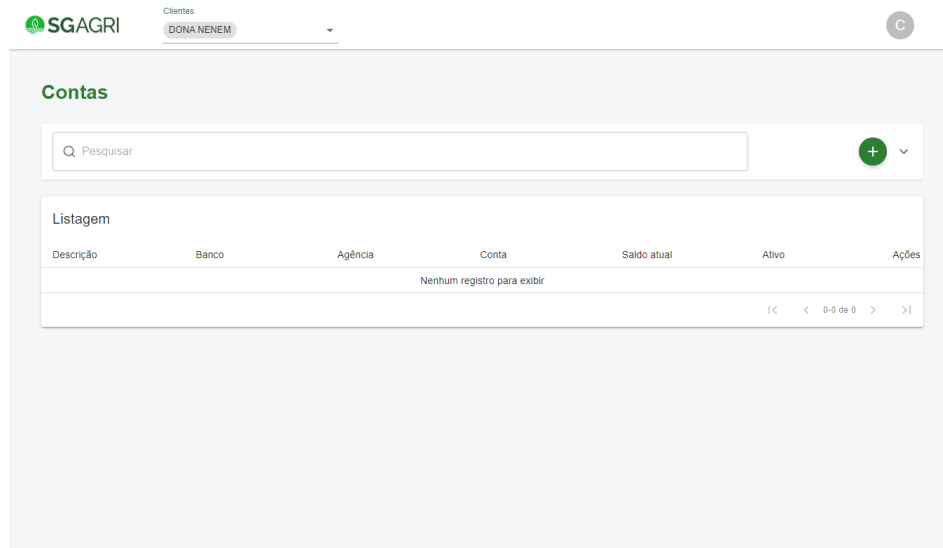 SGAGRI
Clientes
DONA NENEM
C
Contas
Pesquisar
Listagem
Descrição Banco Agência Conta Saldo atual Ativo Ações
Nenhum registro para exibir
0-0 de 0